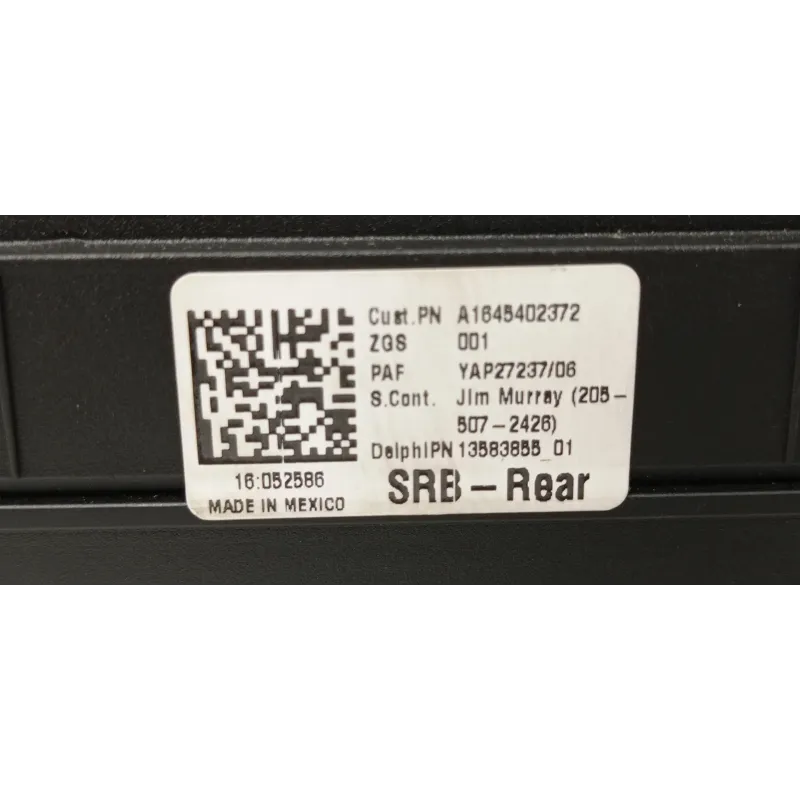 Cust.PN A1645402372
ZGS 001
PAF YAP27237/06
S.Cont. Jim Murray (205-
507-2426)
DelphiPN 13583855_01
16:052586
MADE IN MEXICO
SRB-Rear